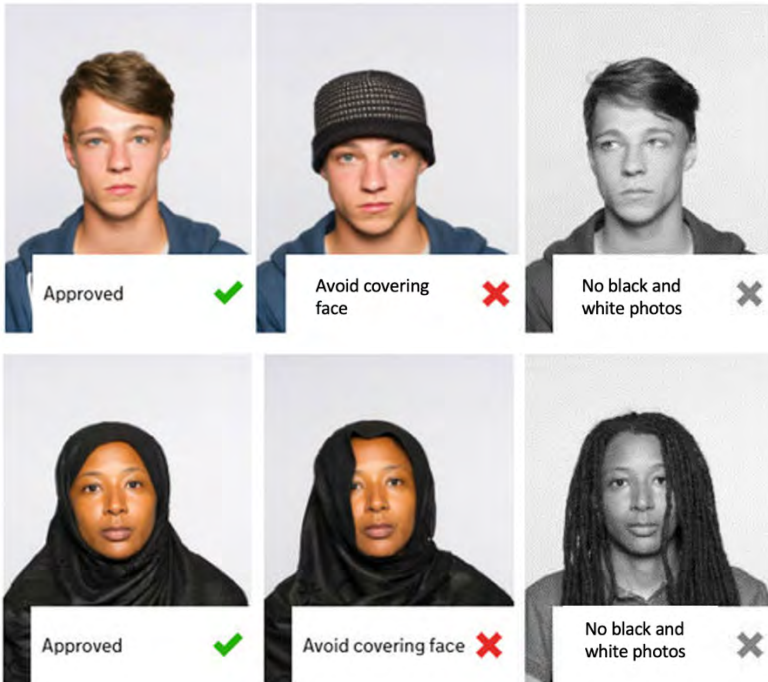 Approved
Avoid covering
face
No black and
white photos
Approved
Avoid covering face
No black and
white photos